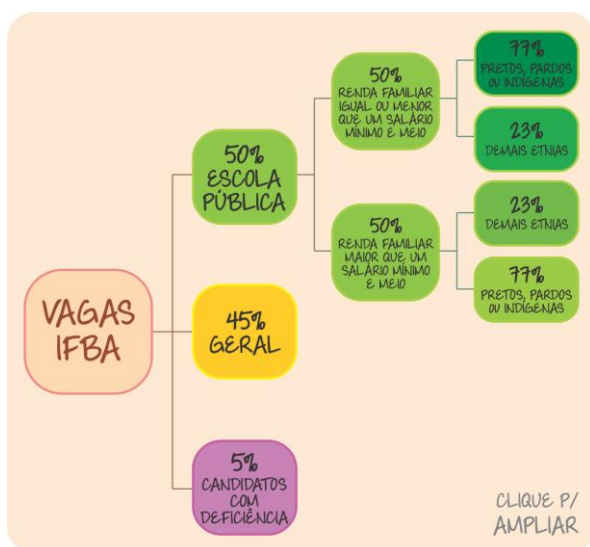 VAGAS
IFBA
50%
ESCOLA
PÚBLICA
50%
RENDA FAMILIAR
IGUAL OU MENOR
QUE UM SALÁRIO
MÍNIMO E MEIO
77%
PRETOS, PARDOS
OU INDÍGENAS
23%
DEMAIS ETNIAS
50%
RENDA FAMILIAR
MAIOR QUE UM
SALÁRIO MÍNIMO
E MEIO
23%
DEMAIS ETNIAS
77%
PRETOS, PARDOS
OU INDÍGENAS
45%
GERAL
5%
CANDIDATOS
COM
DEFICIÊNCIA
CLIQUE P/
AMPLIAR